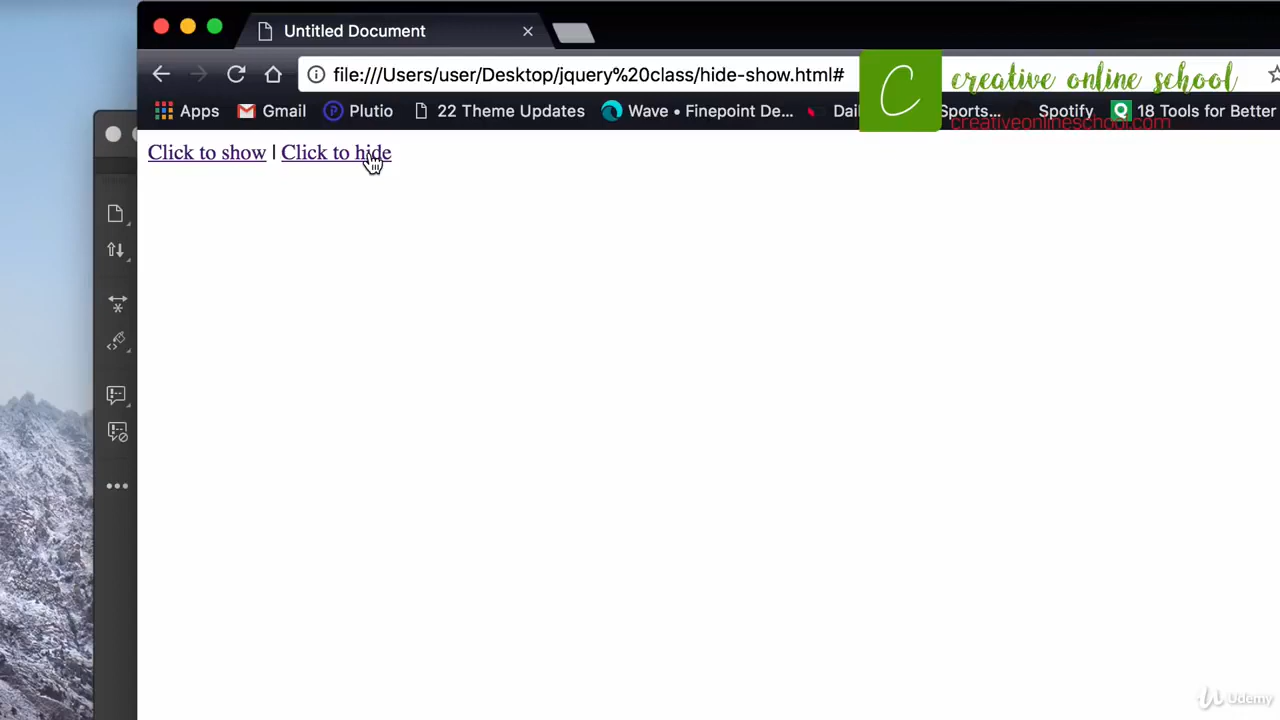 Untitled Document
file:///Users/user/Desktop/jquery%20class/hide-show.html#
C creative online school
Apps Gmail Plutio 22 Theme Updates Wave • Finepoint De... Dail Sports... Spotify 18 Tools for Better
creativeonlineschool.com
Click to show | Click to hide
Udemy